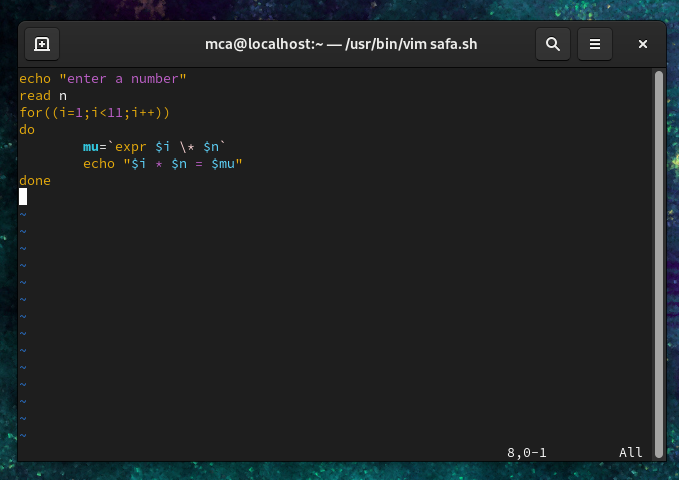 mca@localhost:~ — /usr/bin/vim safa.sh
echo "enter a number"
read n
for((i=1;i<11;i++))
do
        mu=`expr $i \* $n`
        echo "$i * $n = $mu"
done
~
~
~
~
~
~
~
~
~
~
~
~
~
~
8,0-1         All